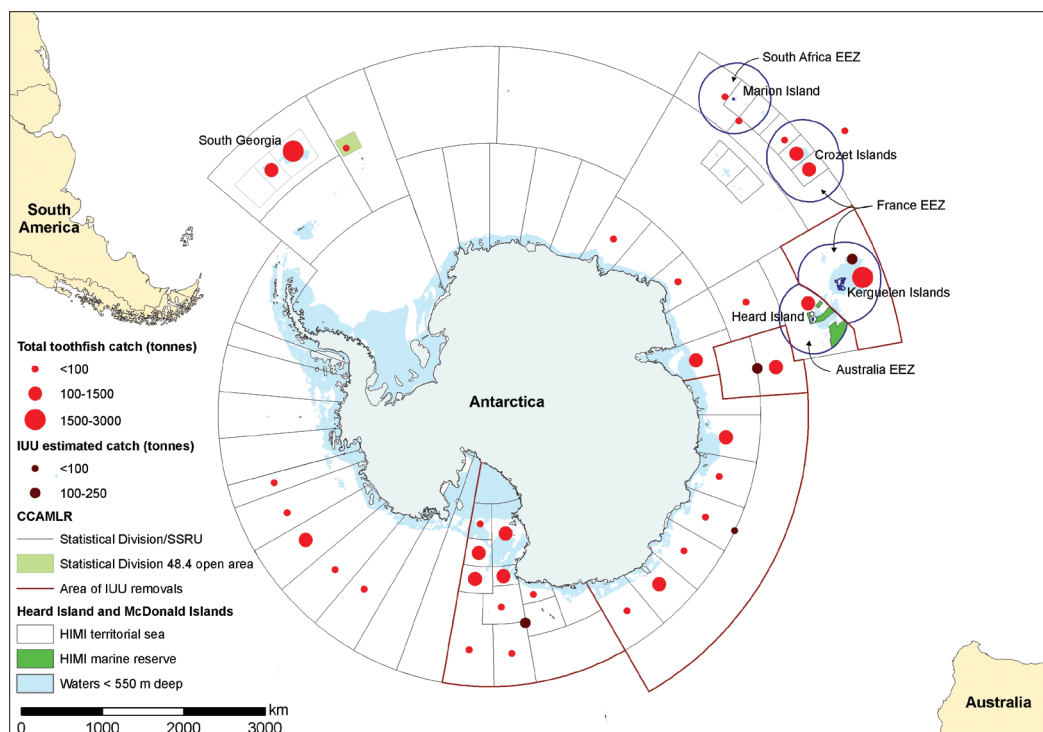 South Africa EEZ
Marion Island
South Georgia
Crozet Islands
France EEZ
South
America
Kerguelen Islands
Heard Island
Australia EEZ
Antarctica
Total toothfish catch (tonnes)
<100
100-1500
1500-3000
IUU estimated catch (tonnes)
<100
100-250
CCAMLR
Statistical Division/SSRU
Statistical Division 48.4 open area
Area of IUU removals
Heard Island and McDonald Islands
HIMI territorial sea
HIMI marine reserve
Waters < 550 m deep
km
0 1000 2000 3000
Australia